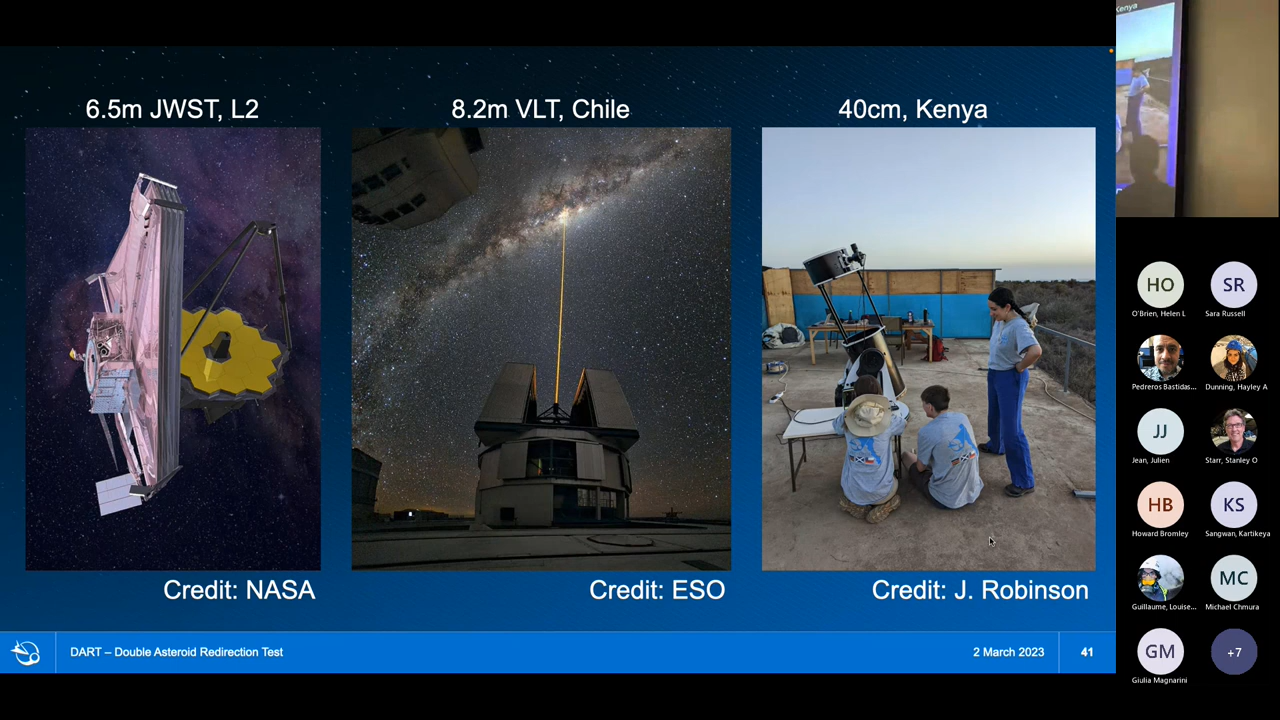 6.5m JWST, L2
8.2m VLT, Chile
40cm, Kenya
Credit: NASA
Credit: ESO
Credit: J. Robinson
DART – Double Asteroid Redirection Test
2 March 2023
41
Kenya
HO
O'Brien, Helen L
SR
Sara Russell
Pedreros Bastidas...
Dunning, Hayley A
JJ
Jean, Julien
Starr, Stanley O
HB
Howard Bromley
KS
Sangwan, Kartikeya
Guillaume, Louise...
MC
Michael Chmura
GM
Giulia Magnarini
+7